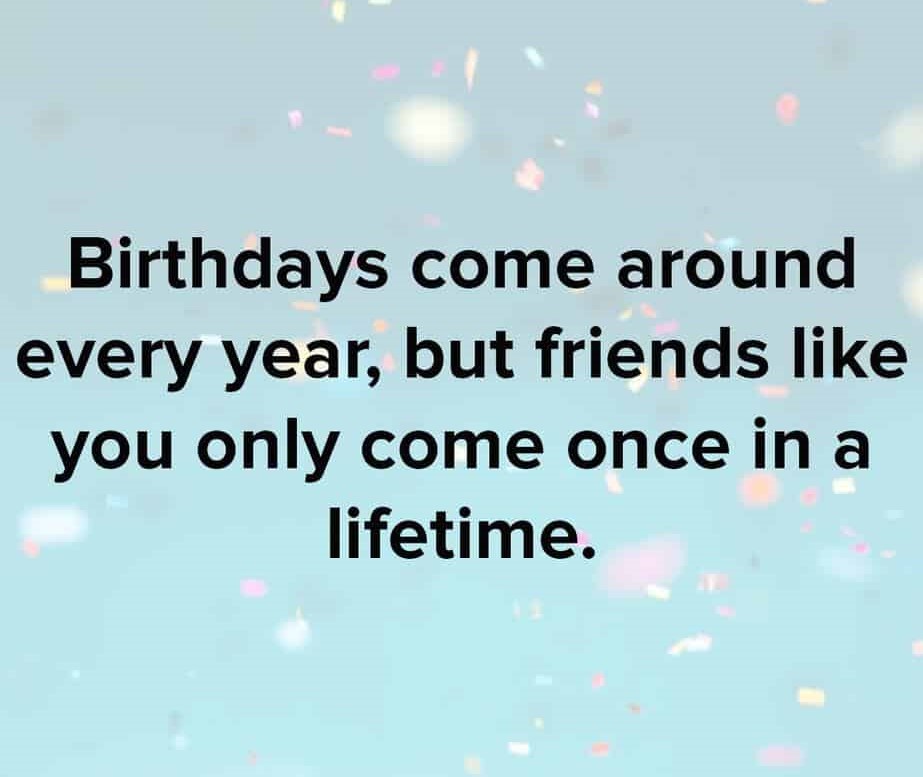 Birthdays come around
every year, but friends like
you only come once in a
lifetime.